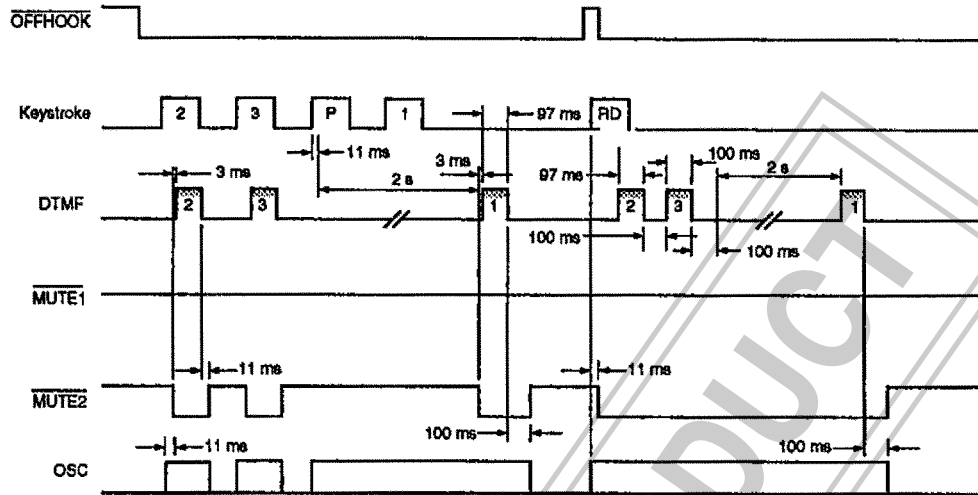 OFFHOOK
Keystroke
2
3
P
1
97 ms
RD
11 ms
100 ms
3 ms
3 ms
2 s
97 ms
2 s
DTMF
2
3
1
2
3
1
100 ms
100 ms
MUTE1
11 ms
11 ms
MUTE2
11 ms
100 ms
100 ms
OSC
DUCT